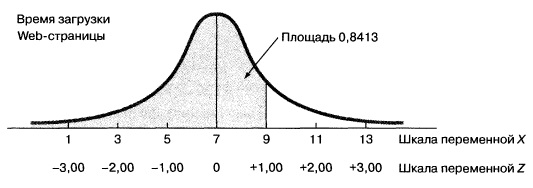 Время загрузки
Web-страницы
Площадь 0,8413
1 3 5 7 9 11 13 Шкала переменной X
–3,00 –2,00 –1,00 0 +1,00 +2,00 +3,00 Шкала переменной Z